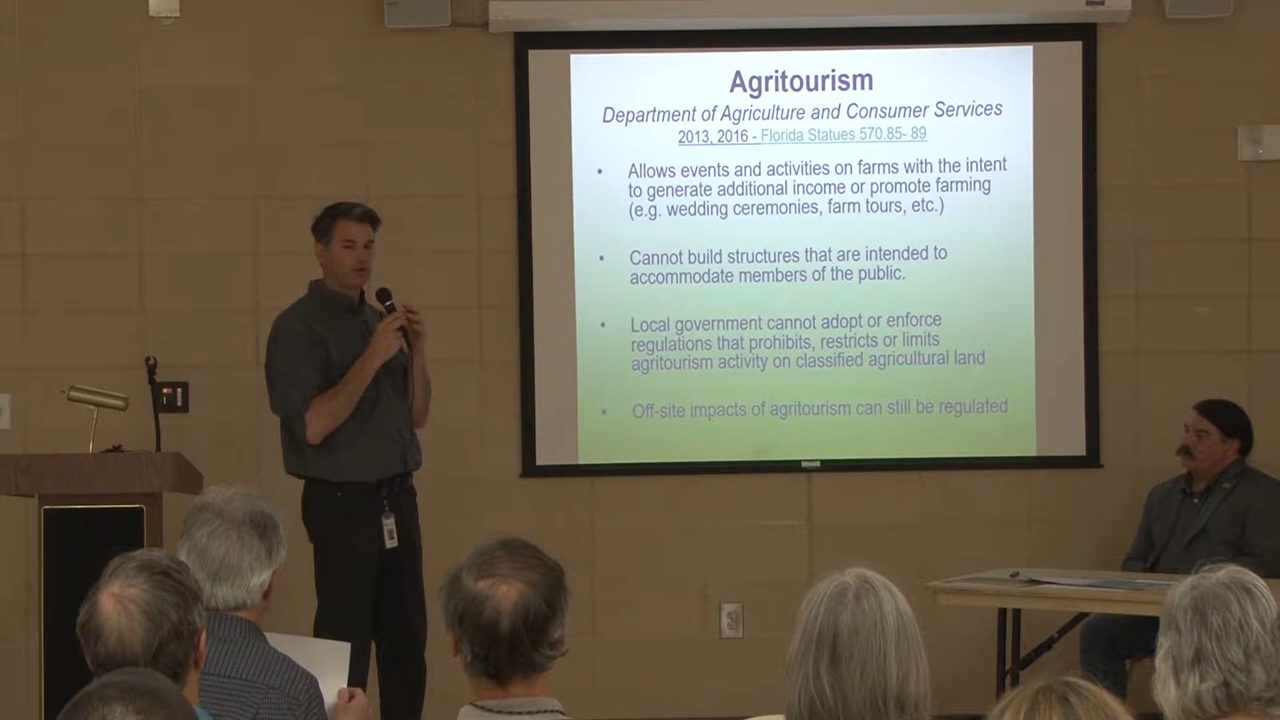 Agritourism
Department of Agriculture and Consumer Services
2013, 2016 - Florida Statues 570.85- 89
• Allows events and activities on farms with the intent
to generate additional income or promote farming
(e.g. wedding ceremonies, farm tours, etc.)
• Cannot build structures that are intended to
accommodate members of the public.
• Local government cannot adopt or enforce
regulations that prohibits, restricts or limits
agritourism activity on classified agricultural land
• Off-site impacts of agritourism can still be regulated